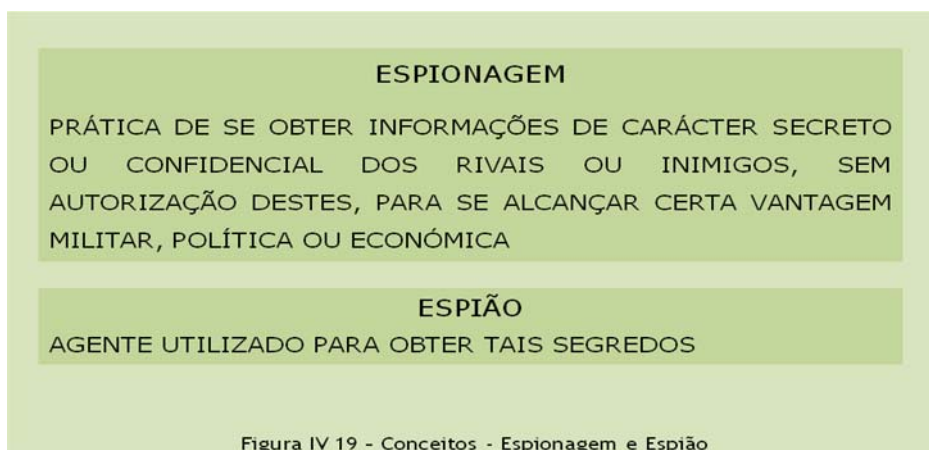 ESPIONAGEM
PRÁTICA DE SE OBTER INFORMAÇÕES DE CARÁCTER SECRETO
OU CONFIDENCIAL DOS RIVAIS OU INIMIGOS, SEM
AUTORIZAÇÃO DESTES, PARA SE ALCANÇAR CERTA VANTAGEM
MILITAR, POLÍTICA OU ECONÓMICA
ESPIÃO
AGENTE UTILIZADO PARA OBTER TAIS SEGREDOS
Figura IV 19 – Conceitos - Espionagem e Espião